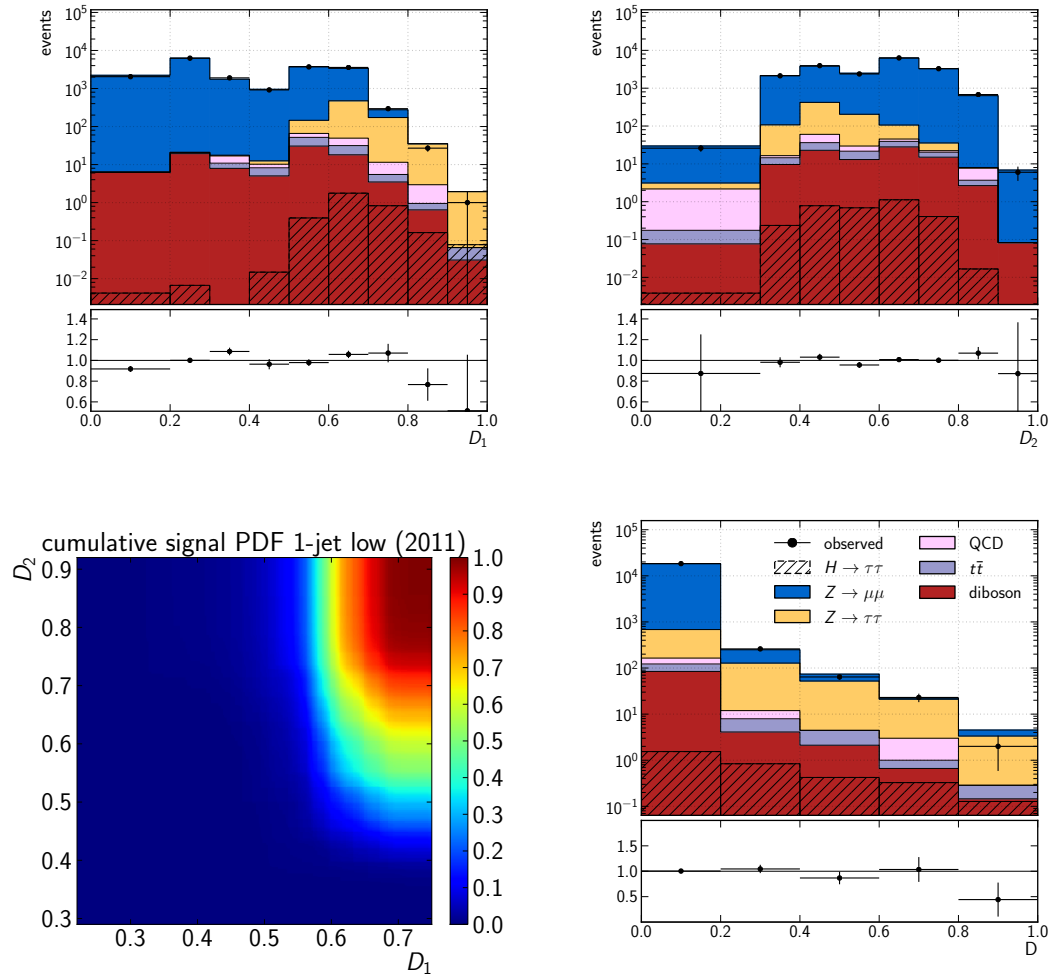 events
10^5
10^4
10^3
10^2
10^1
10^0
10^-1
10^-2
1.4
1.2
1.0
0.8
0.6
0.0 0.2 0.4 0.6 0.8 1.0
D_1
events
10^5
10^4
10^3
10^2
10^1
10^0
10^-1
10^-2
1.4
1.2
1.0
0.8
0.6
0.0 0.2 0.4 0.6 0.8 1.0
D_2
cumulative signal PDF 1-jet low (2011)
D_2
0.9
0.8
0.7
0.6
0.5
0.4
0.3
0.3 0.4 0.5 0.6 0.7
D_1
1.0
0.9
0.8
0.7
0.6
0.5
0.4
0.3
0.2
0.1
0.0
events
10^5
10^4
10^3
10^2
10^1
10^0
10^-1
observed
H → ττ
Z → μμ
Z → ττ
QCD
tt̄
diboson
1.0
0.5
0.0 0.2 0.4 0.6 0.8 1.0
D